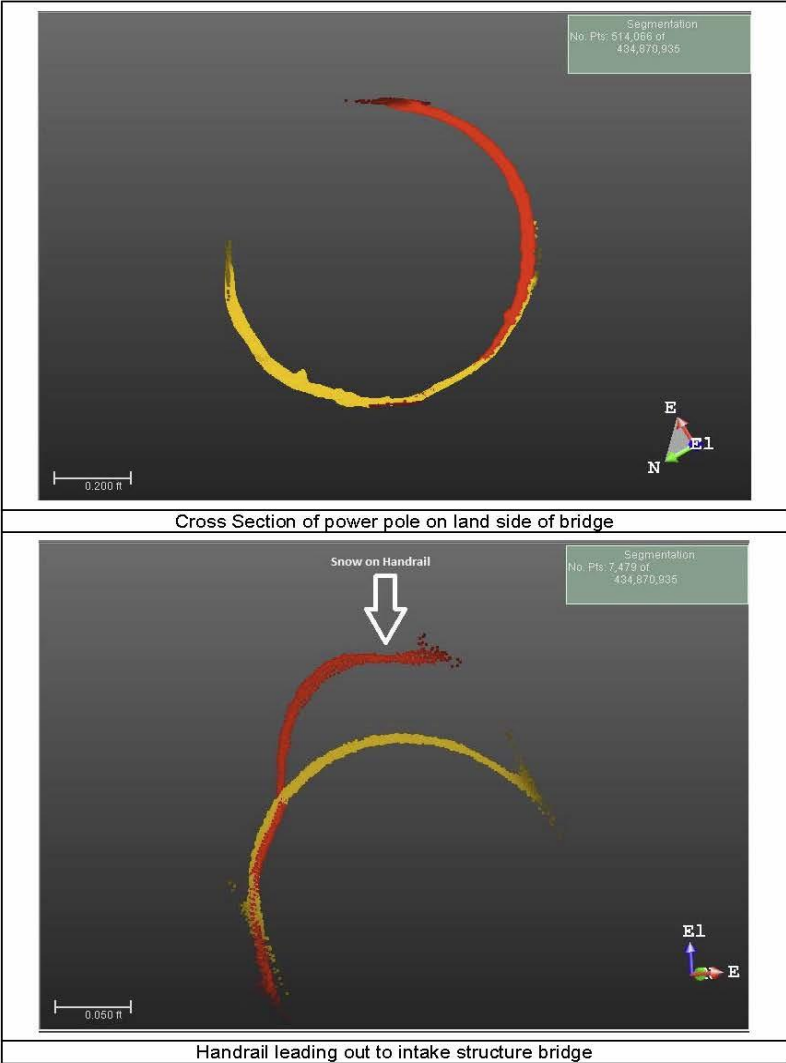 Segmentation
No. Pts: 514,066 of
434,870,935
E
El
N
0.200 ft
Cross Section of power pole on land side of bridge
Snow on Handrail
Segmentation
No. Pts: 7,479 of
434,870,935
El
E
0.050 ft
Handrail leading out to intake structure bridge